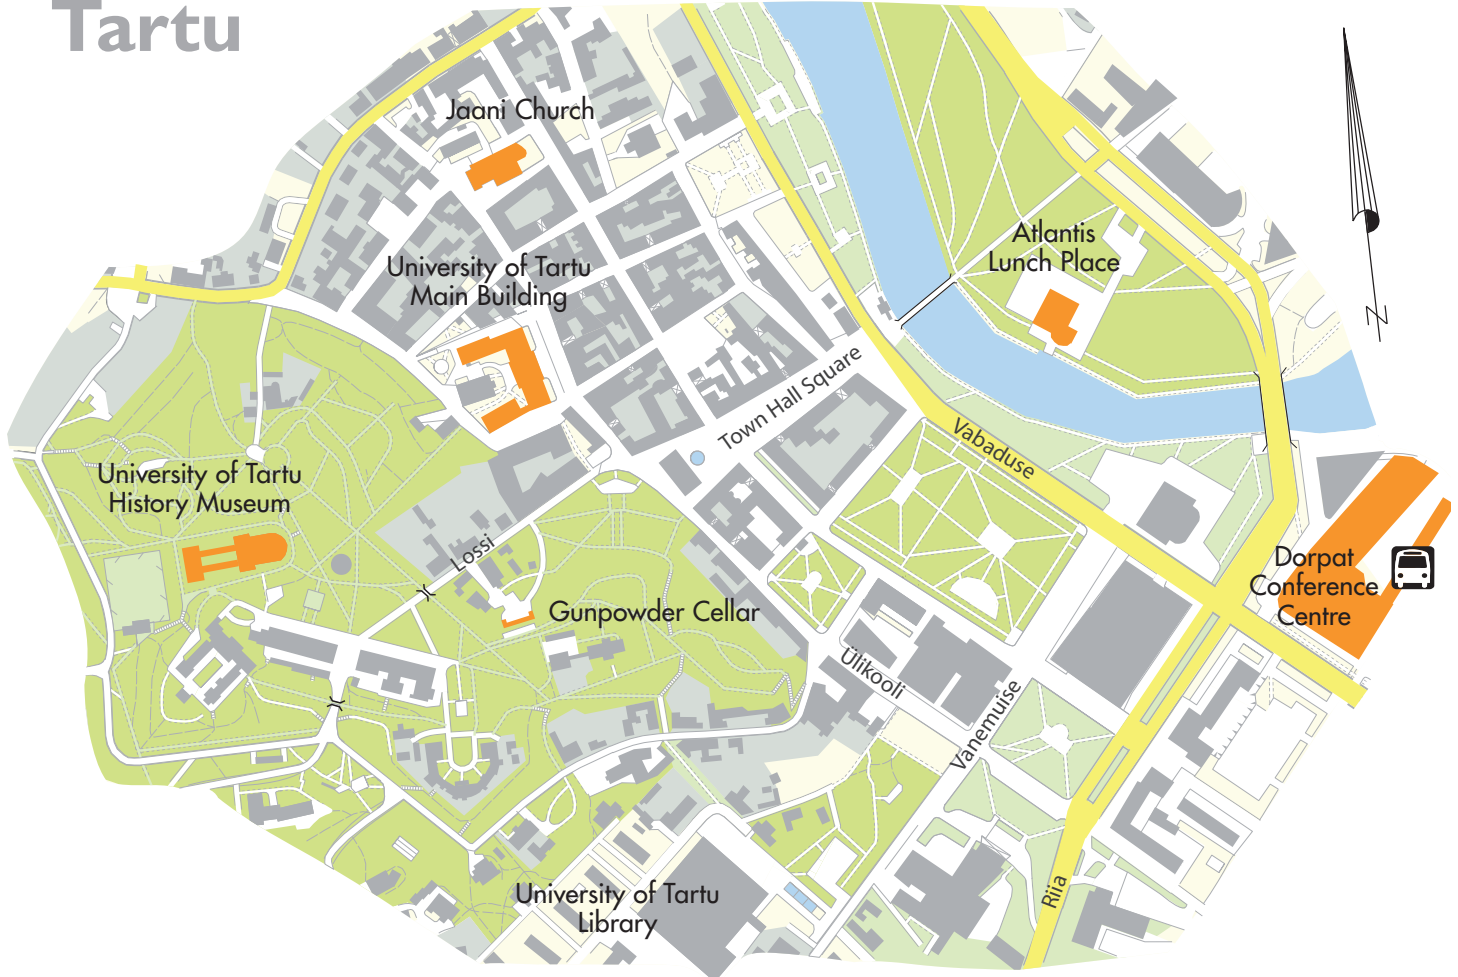 Tartu
Jaani Church
University of Tartu
Main Building
Atlantis
Lunch Place
Town Hall Square
Vabaduse
University of Tartu
History Museum
Lossi
Gunpowder Cellar
Dorpat
Conference
Centre
Ülikooli
Vanemuise
Riia
University of Tartu
Library
N